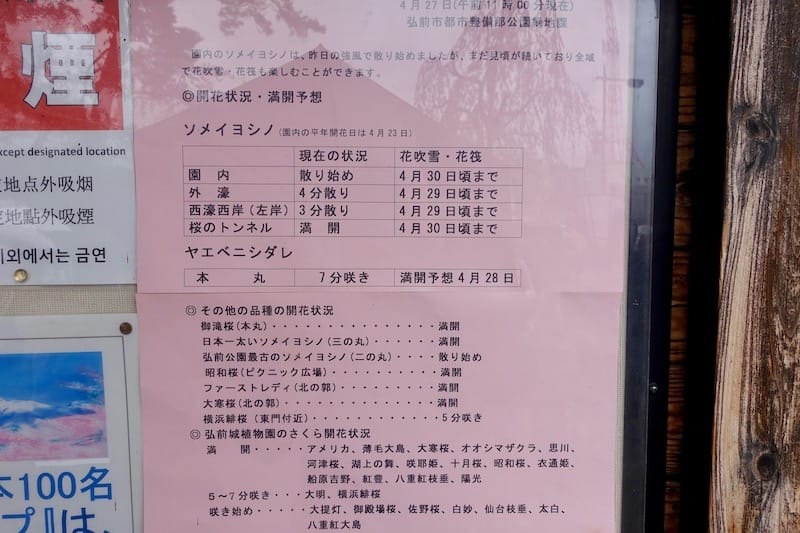 煙
xcept designated location
定地点外吸烟
定地點外吸煙
이외에서는 금연
本100名
プ』は、
4月27日(午前11時00分現在)
弘前市都市整備部公園緑地課
園内のソメイヨシノは、昨日の強風で散り始めましたが、まだ見頃が続いており全域
で花吹雪・花筏も楽しむことができます。
◎開花状況・満開予想
ソメイヨシノ(園内の平年開花日は4月23日)
現在の状況 花吹雪・花筏
園 内 散り始め 4月30日頃まで
外 濠 4分散り 4月29日頃まで
西濠西岸(左岸) 3分散り 4月29日頃まで
桜のトンネル 満 開 4月30日頃まで
ヤエベニシダレ
本 丸 7分咲き 満開予想4月28日
◎その他の品種の開花状況
御滝桜(本丸)・・・・・・・・・・・・・・・・満開
日本一太いソメイヨシノ(三の丸)・・・・・・満開
弘前公園最古のソメイヨシノ(二の丸)・・・・散り始め
昭和桜(ピクニック広場)・・・・・・・・・・満開
ファーストレディ(北の郭)・・・・・・・・・満開
大寒桜(北の郭)・・・・・・・・・・・・・・・満開
横浜緋桜(東門付近)・・・・・・・・・・・・5分咲き
◎弘前城植物園のさくら開花状況
満 開・・・・・アメリカ、薄毛大島、大寒桜、オオシマザクラ、思川、
河津桜、湖上の舞、咲耶姫、十月桜、昭和桜、衣通姫、
船原吉野、紅豊、八重紅枝垂、陽光
5～7分咲き・・・大明、横浜緋桜
咲き始め・・・・・大提灯、御殿場桜、佐野桜、白妙、仙台枝垂、太白、
八重紅大島